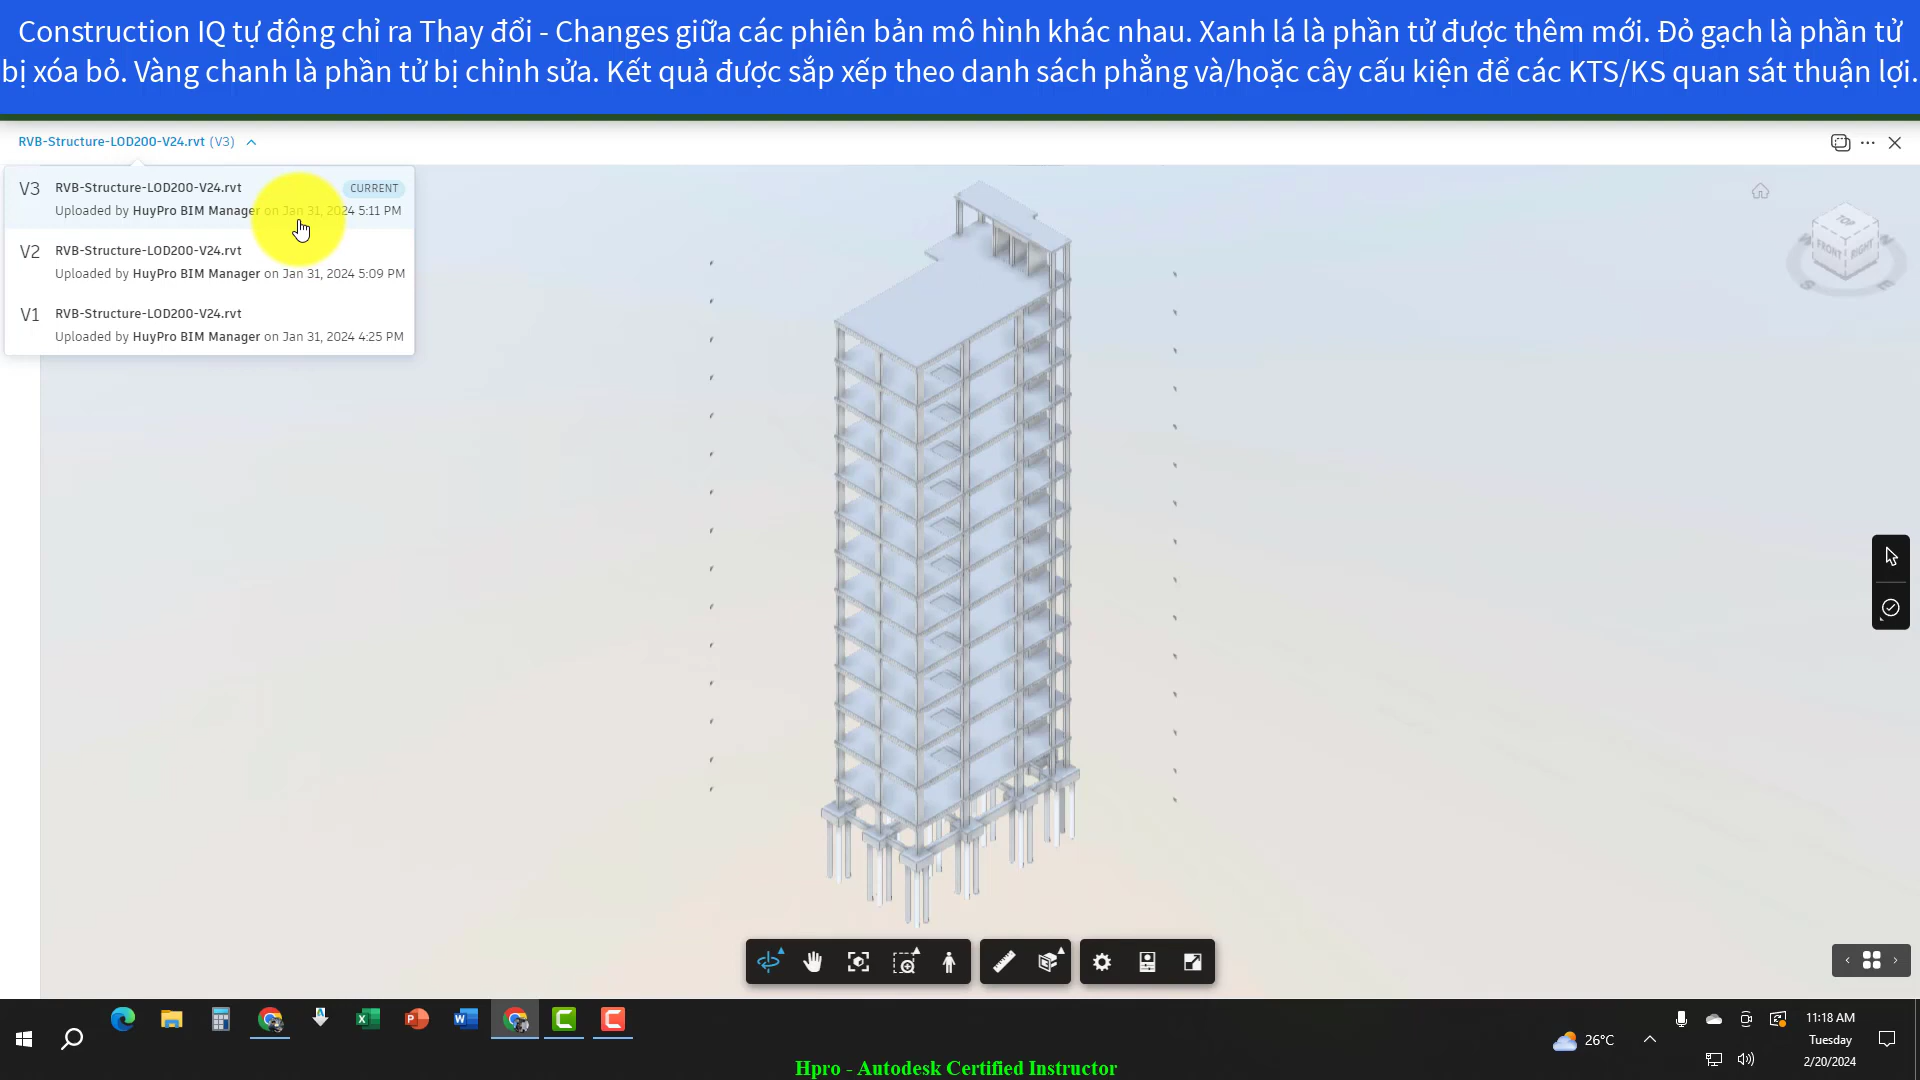 Construction IQ tự động chỉ ra Thay đổi - Changes giữa các phiên bản mô hình khác nhau. Xanh lá là phần tử được thêm mới. Đỏ gạch là phần tử
bị xóa bỏ. Vàng chanh là phần tử bị chỉnh sửa. Kết quả được sắp xếp theo danh sách phẳng và/hoặc cây cấu kiện để các KTS/KS quan sát thuận lợi.
RVB-Structure-LOD200-V24.rvt (V3)
V3 RVB-Structure-LOD200-V24.rvt CURRENT
Uploaded by HuyPro BIM Manager on Jan 31, 2024 5:11 PM
V2 RVB-Structure-LOD200-V24.rvt
Uploaded by HuyPro BIM Manager on Jan 31, 2024 5:09 PM
V1 RVB-Structure-LOD200-V24.rvt
Uploaded by HuyPro BIM Manager on Jan 31, 2024 4:25 PM
TOP
FRONT RIGHT
S E
26°C
11:18 AM
Tuesday
2/20/2024
Hpro - Autodesk Certified Instructor